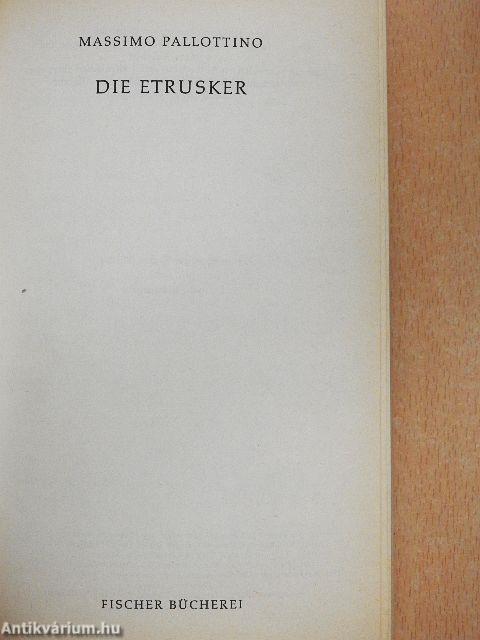 MASSIMO PALLOTTINO
DIE ETRUSKER
FISCHER BÜCHEREI
Antikvárium.hu